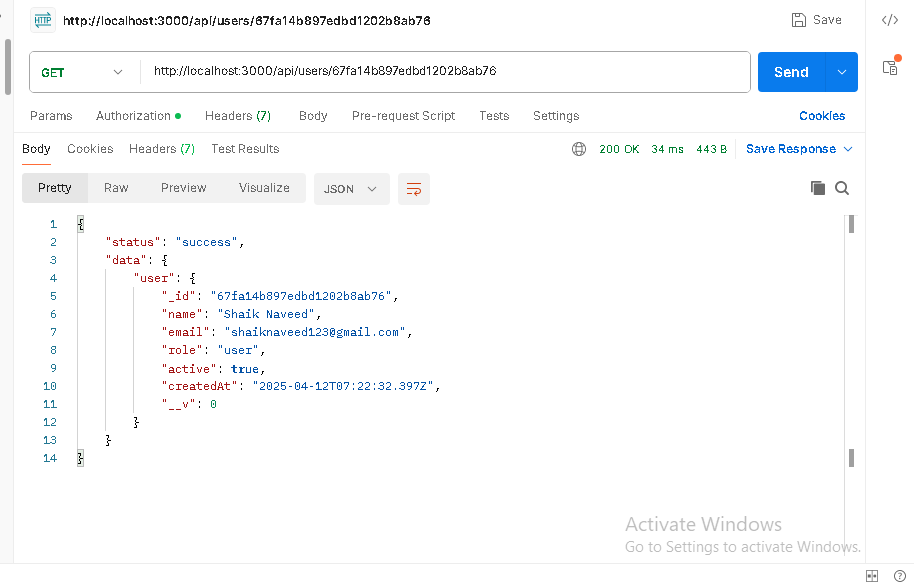 HTTP http://localhost:3000/api/users/67fa14b897edbd1202b8ab76 Save </>
GET http://localhost:3000/api/users/67fa14b897edbd1202b8ab76 Send
Params Authorization Headers (7) Body Pre-request Script Tests Settings Cookies
Body Cookies Headers (7) Test Results 200 OK 34 ms 443 B Save Response
Pretty Raw Preview Visualize JSON
1 {
2 "status": "success",
3 "data": {
4 "user": {
5 "_id": "67fa14b897edbd1202b8ab76",
6 "name": "Shaik Naveed",
7 "email": "shaiknaveed123@gmail.com",
8 "role": "user",
9 "active": true,
10 "createdAt": "2025-04-12T07:22:32.397Z",
11 "__v": 0
12 }
13 }
14 }
Activate Windows
Go to Settings to activate Windows.